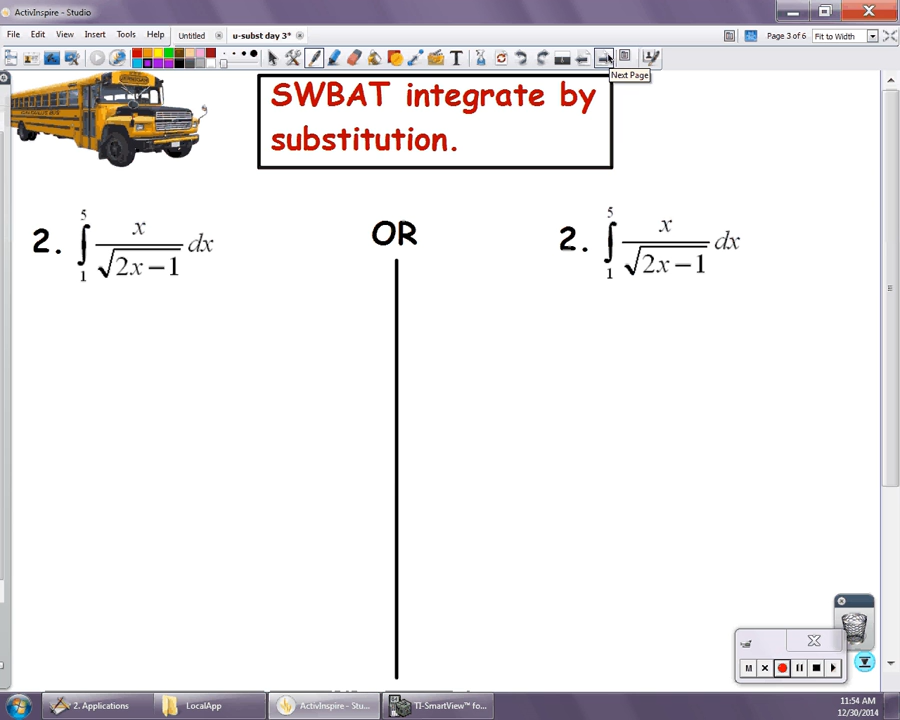 ActivInspire - Studio
File Edit View Insert Tools Help Untitled u-subst day 3* Page 3 of 6 Fit to Width
Next Page
SWBAT integrate by
substitution.
2. ∫₁⁵ x/√(2x−1) dx OR 2. ∫₁⁵ x/√(2x−1) dx
M
2. Applications LocalApp ActivInspire - Stu... TI-SmartView™ fo...
11:54 AM
12/30/2014